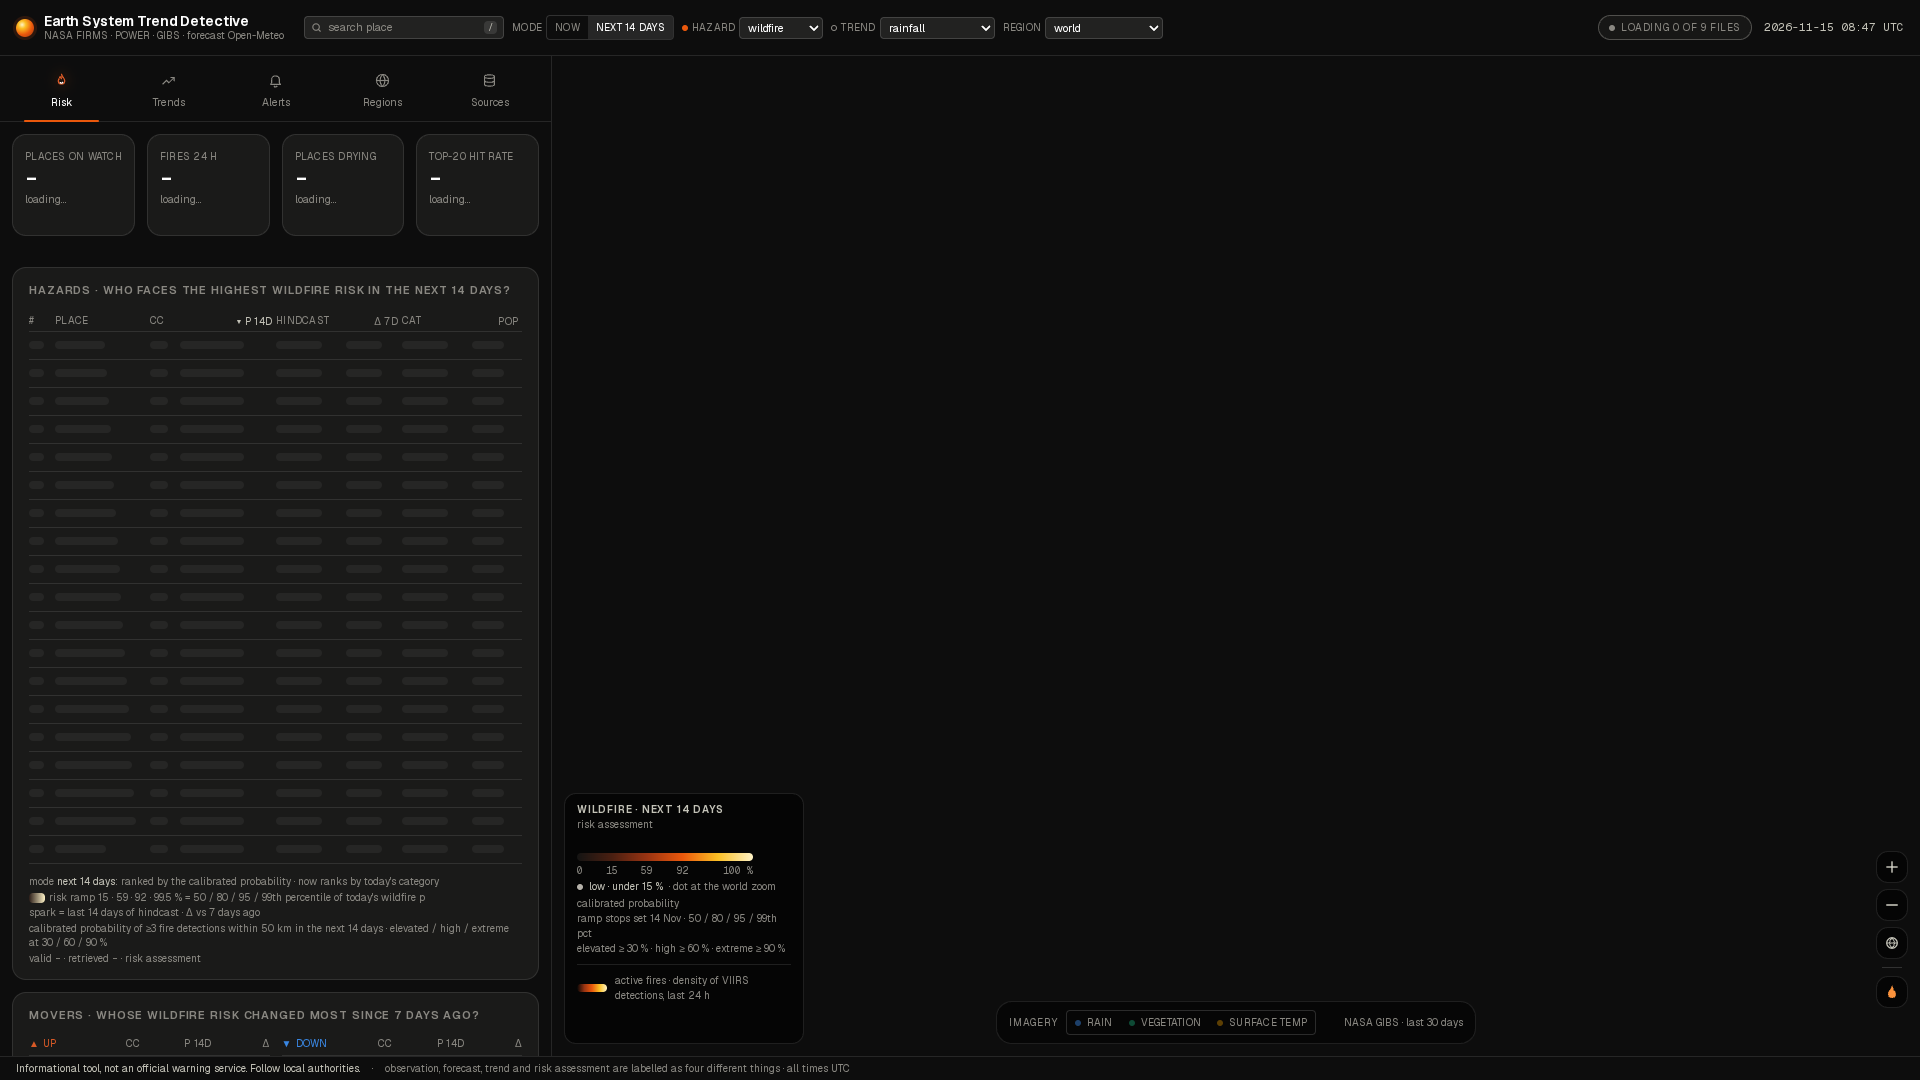 Earth System Trend Detective
NASA FIRMS · POWER · GIBS · forecast Open-Meteo
search place /
MODE NOW NEXT 14 DAYS
HAZARD wildfire
TREND rainfall
REGION world
LOADING 0 OF 9 FILES
2026-11-15 08:47 UTC
Risk Trends Alerts Regions Sources
PLACES ON WATCH
–
loading…
FIRES 24 H
–
loading…
PLACES DRYING
–
loading…
TOP-20 HIT RATE
–
loading…
HAZARDS · WHO FACES THE HIGHEST WILDFIRE RISK IN THE NEXT 14 DAYS?
# PLACE CC ▼ P 14D HINDCAST Δ 7D CAT POP
mode next 14 days: ranked by the calibrated probability · now ranks by today's category
risk ramp 15 · 59 · 92 · 99.5 % = 50 / 80 / 95 / 99th percentile of today's wildfire p
spark = last 14 days of hindcast · Δ vs 7 days ago
calibrated probability of ≥3 fire detections within 50 km in the next 14 days · elevated / high / extreme
at 30 / 60 / 90 %
valid – · retrieved – · risk assessment
MOVERS · WHOSE WILDFIRE RISK CHANGED MOST SINCE 7 DAYS AGO?
▲ UP CC P 14D Δ ▼ DOWN CC P 14D Δ
WILDFIRE · NEXT 14 DAYS
risk assessment
0 15 59 92 100 %
low · under 15 % · dot at the world zoom
calibrated probability
ramp stops set 14 Nov · 50 / 80 / 95 / 99th
pct
elevated ≥ 30 % · high ≥ 60 % · extreme ≥ 90 %
active fires · density of VIIRS
detections, last 24 h
IMAGERY RAIN VEGETATION SURFACE TEMP NASA GIBS · last 30 days
Informational tool, not an official warning service. Follow local authorities. · observation, forecast, trend and risk assessment are labelled as four different things · all times UTC